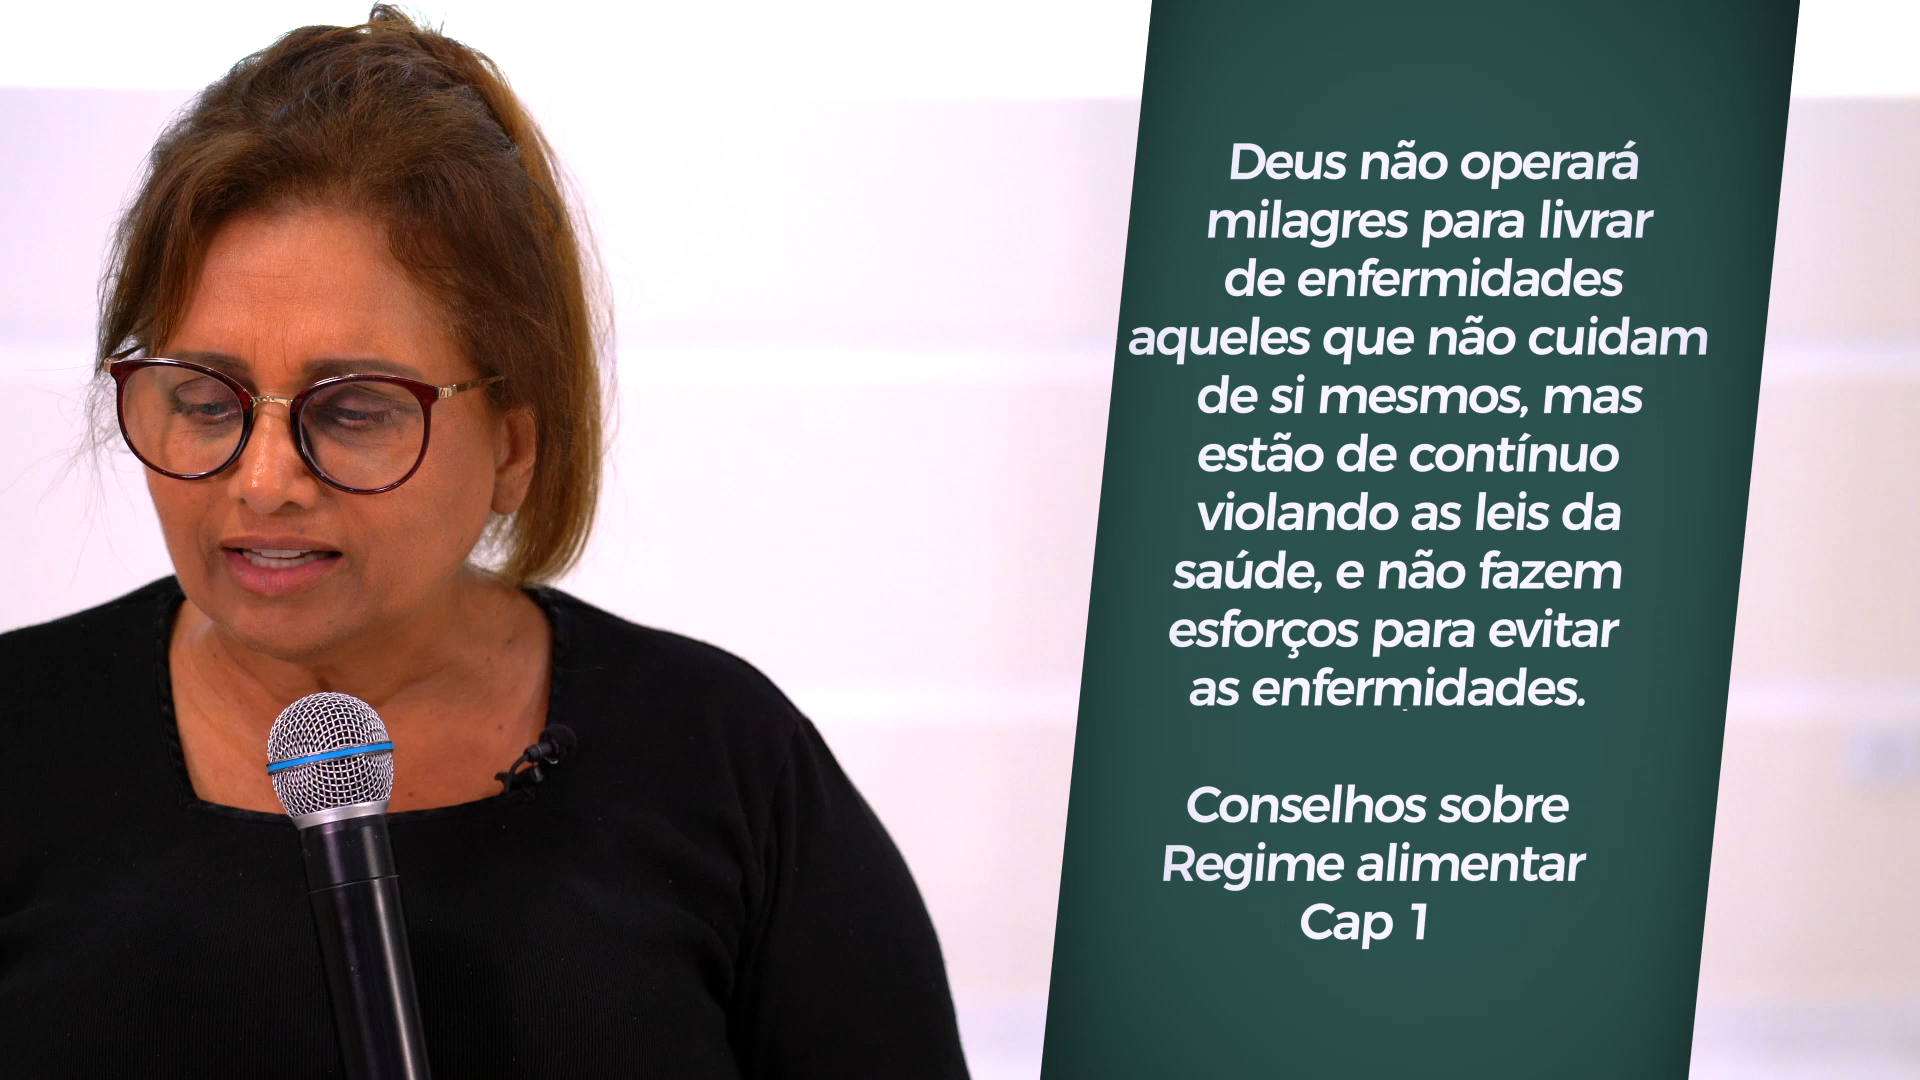 Deus não operará
milagres para livrar
de enfermidades
aqueles que não cuidam
de si mesmos, mas
estão de contínuo
violando as leis da
saúde, e não fazem
esforços para evitar
as enfermidades.
Conselhos sobre
Regime alimentar
Cap 1